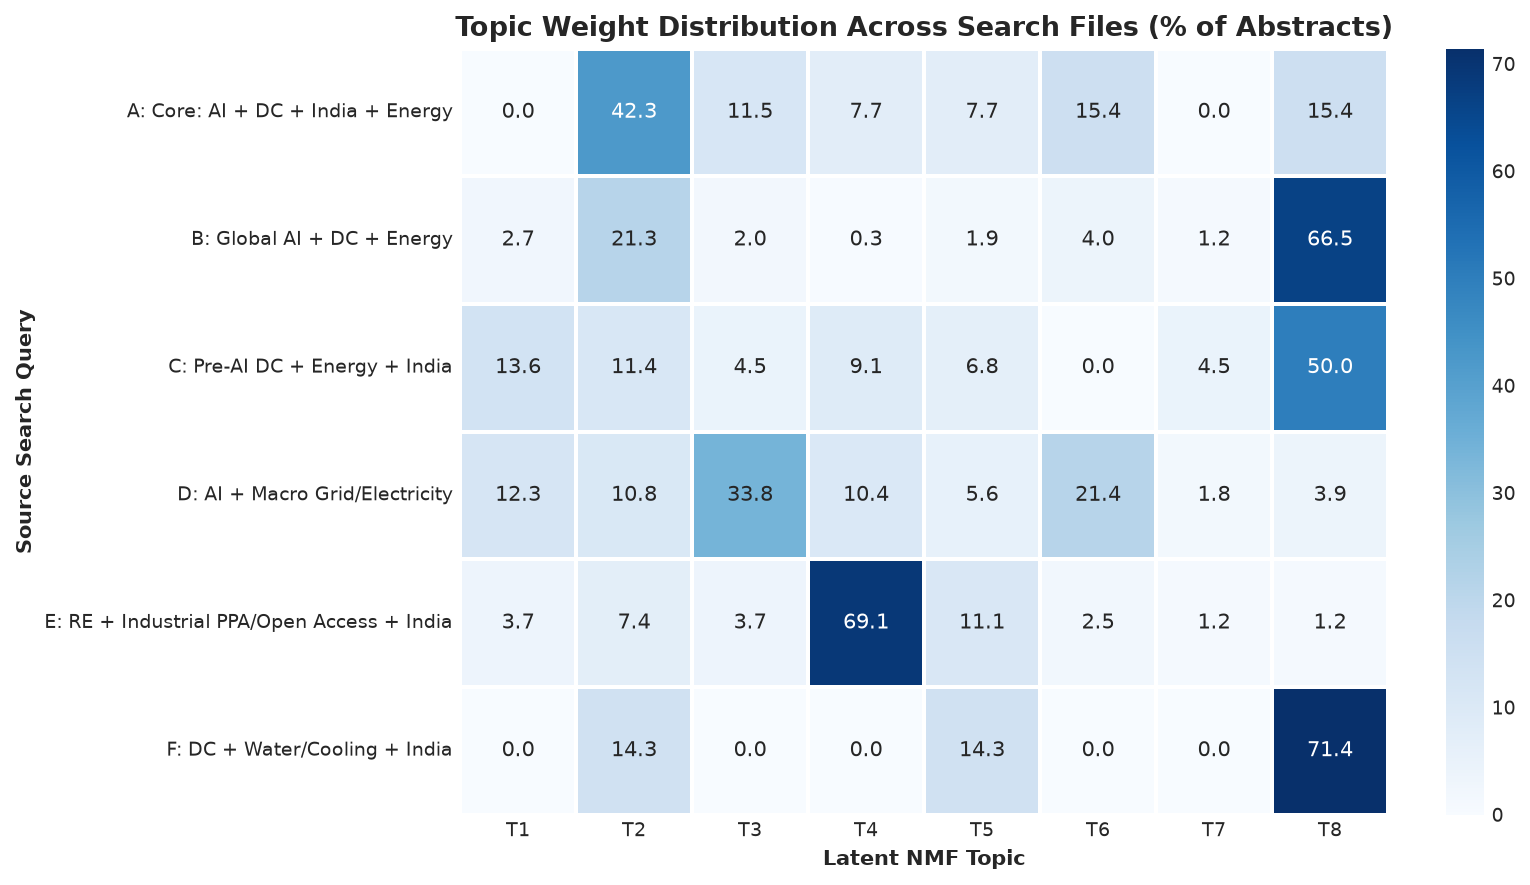 Topic Weight Distribution Across Search Files (% of Abstracts)
A: Core: AI + DC + India + Energy 0.0 42.3 11.5 7.7 7.7 15.4 0.0 15.4
B: Global AI + DC + Energy 2.7 21.3 2.0 0.3 1.9 4.0 1.2 66.5
C: Pre-AI DC + Energy + India 13.6 11.4 4.5 9.1 6.8 0.0 4.5 50.0
D: AI + Macro Grid/Electricity 12.3 10.8 33.8 10.4 5.6 21.4 1.8 3.9
E: RE + Industrial PPA/Open Access + India 3.7 7.4 3.7 69.1 11.1 2.5 1.2 1.2
F: DC + Water/Cooling + India 0.0 14.3 0.0 0.0 14.3 0.0 0.0 71.4
T1 T2 T3 T4 T5 T6 T7 T8
Latent NMF Topic
Source Search Query
70
60
50
40
30
20
10
0